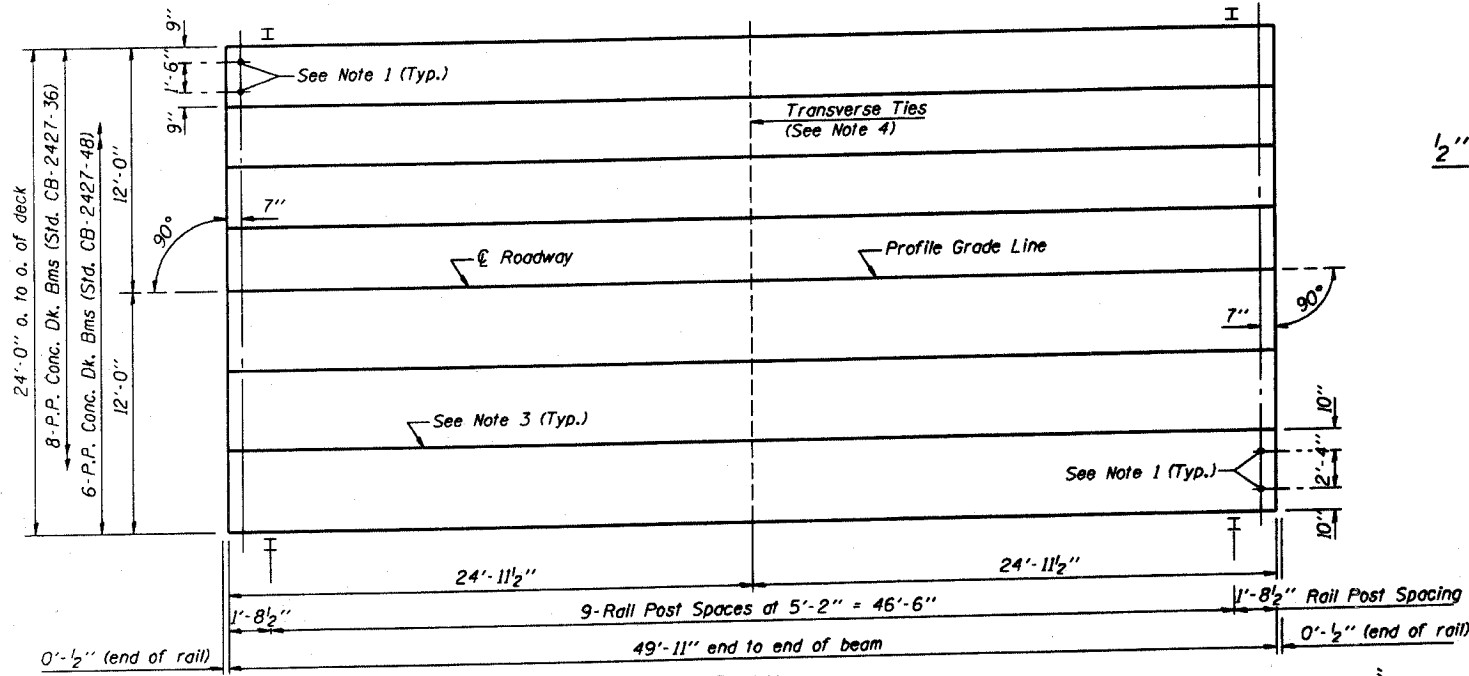 9"
1'-6"
9"
I
I
See Note 1 (Typ.)
Transverse Ties
(See Note 4)
1/2"
24'-0" o. to o. of deck
8-P.P. Conc. Dk. Bms (Std. CB-2427-36)
6-P.P. Conc. Dk. Bms (Std. CB-2427-48)
12'-0"
12'-0"
90°
7"
℄ Roadway
Profile Grade Line
7"
90°
See Note 3 (Typ.)
See Note 1 (Typ.)
10"
2'-4"
10"
I
I
24'-11 1/2"
24'-11 1/2"
1'-8 1/2"
9-Rail Post Spaces at 5'-2" = 46'-6"
1'-8 1/2" Rail Post Spacing
0'-1/2" (end of rail)
49'-11" end to end of beam
0'-1/2" (end of rail)